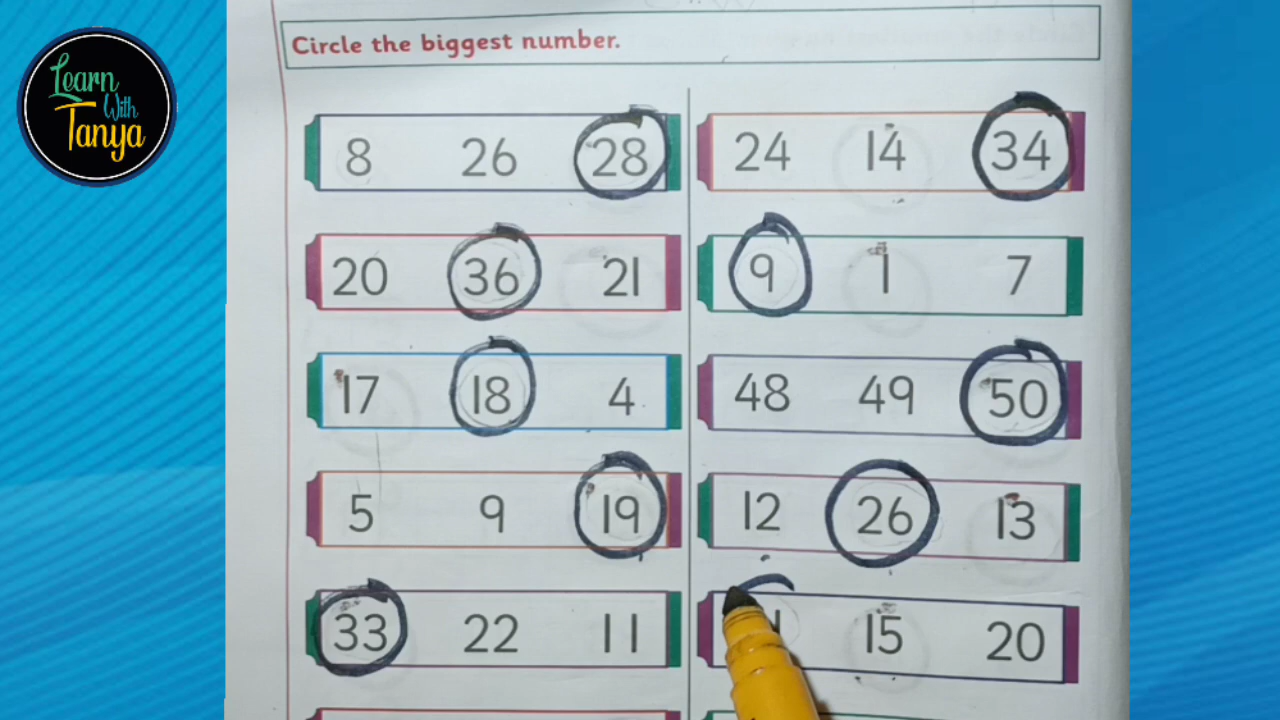 Learn
With
Tanya
Circle the biggest number.
8 26 28
24 14 34
20 36 21
9 1 7
17 18 4
48 49 50
5 9 19
12 26 13
33 22 11
15 20